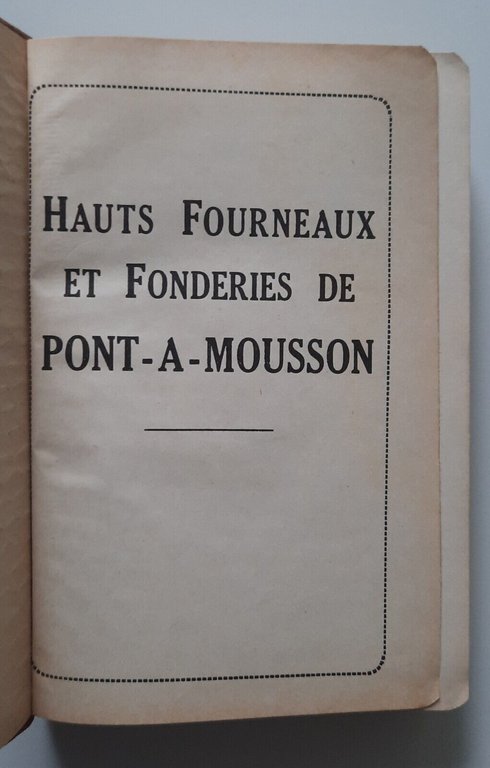 HAUTS FOURNEAUX
ET FONDERIES DE
PONT-A-MOUSSON